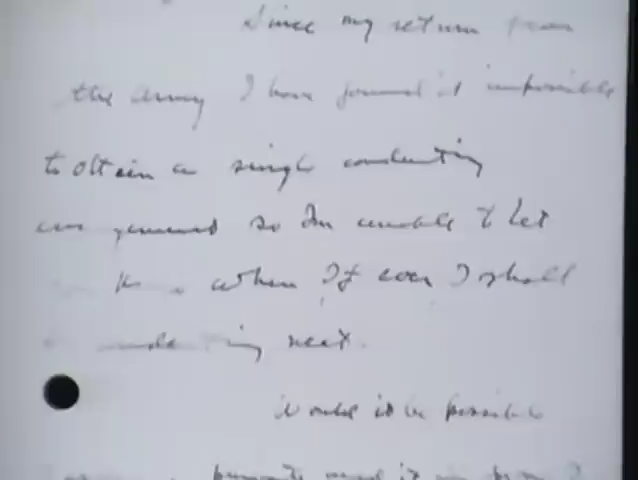 Since my return from
the army I have found it impossible
to obtain a single conducting
engagement so I'm unable to let
know when If ever I shall
conducting next.
Would it be possible